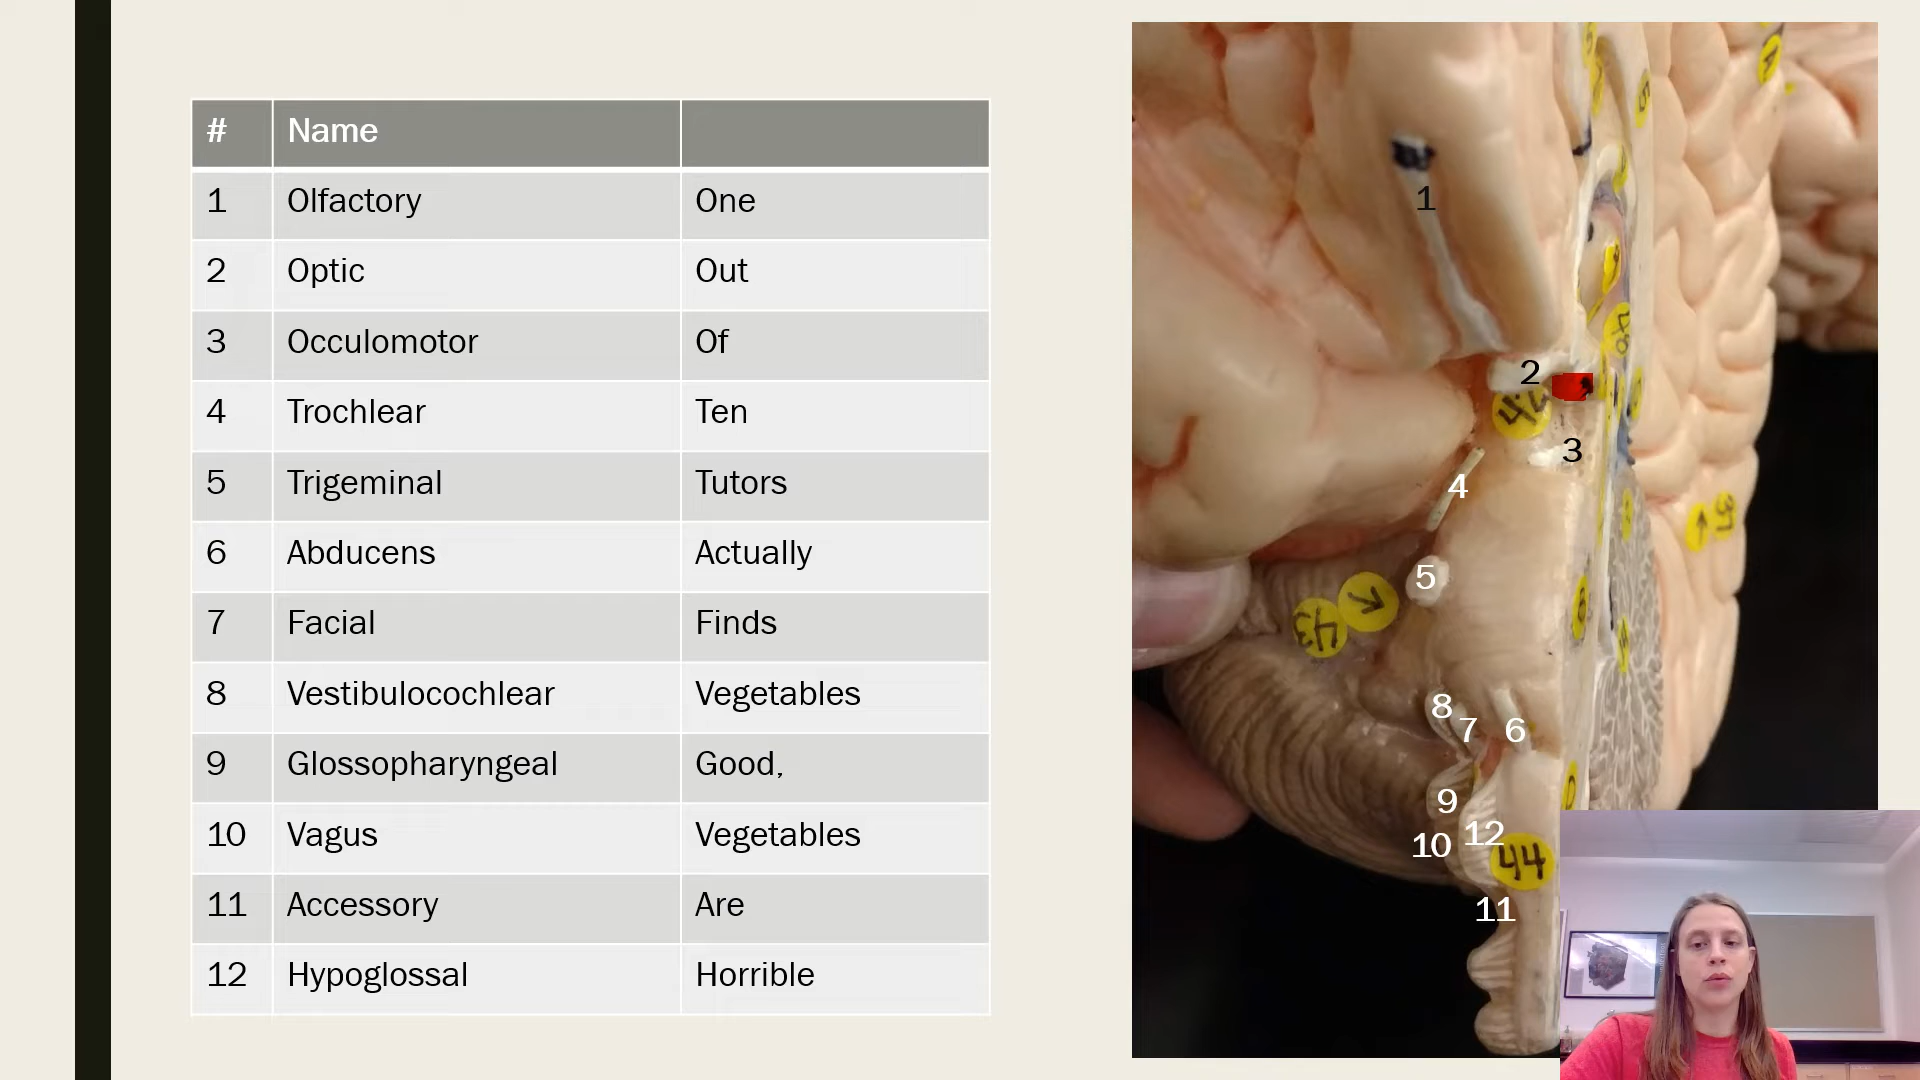 # Name
1 Olfactory One
2 Optic Out
3 Occulomotor Of
4 Trochlear Ten
5 Trigeminal Tutors
6 Abducens Actually
7 Facial Finds
8 Vestibulocochlear Vegetables
9 Glossopharyngeal Good,
10 Vagus Vegetables
11 Accessory Are
12 Hypoglossal Horrible
1
2
3
4
5
43
37
8
7
6
9
12
10
44
11